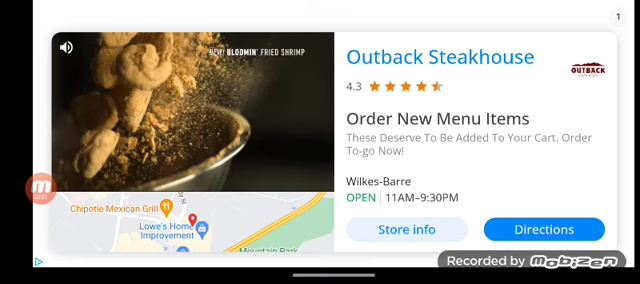 1
NEW! BLOOMIN' FRIED SHRIMP
Outback Steakhouse
OUTBACK
4.3
Order New Menu Items
These Deserve To Be Added To Your Cart. Order
To-go Now!
Wilkes-Barre
OPEN | 11AM–9:30PM
Store info
Directions
Chipotle Mexican Grill
Lowe's Home
Improvement
Mountain Park
Recorded by mobizen